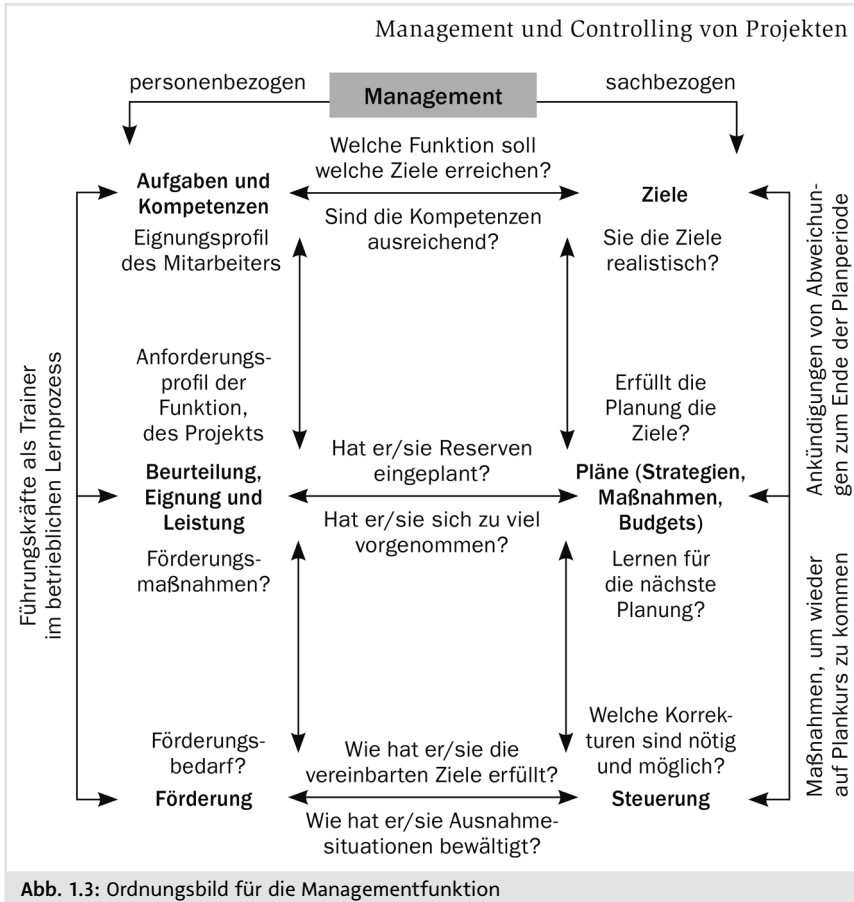 Management und Controlling von Projekten
personenbezogen
Management
sachbezogen
Welche Funktion soll
welche Ziele erreichen?
Aufgaben und
Kompetenzen
Ziele
Sind die Kompetenzen
ausreichend?
Eignungsprofil
des Mitarbeiters
Sie die Ziele
realistisch?
Anforderungs-
profil der
Funktion,
des Projekts
Erfüllt die
Planung die
Ziele?
Hat er/sie Reserven
eingeplant?
Beurteilung,
Eignung und
Leistung
Pläne (Strategien,
Maßnahmen,
Budgets)
Hat er/sie sich zu viel
vorgenommen?
Förderungs-
maßnahmen?
Lernen für
die nächste
Planung?
Förderungs-
bedarf?
Welche Korrek-
turen sind nötig
und möglich?
Wie hat er/sie die
vereinbarten Ziele erfüllt?
Förderung
Steuerung
Wie hat er/sie Ausnahme-
situationen bewältigt?
Führungskräfte als Trainer
im betrieblichen Lernprozess
Ankündigungen von Abweichun-
gen zum Ende der Planperiode
Maßnahmen, um wieder
auf Plankurs zu kommen
Abb. 1.3: Ordnungsbild für die Managementfunktion